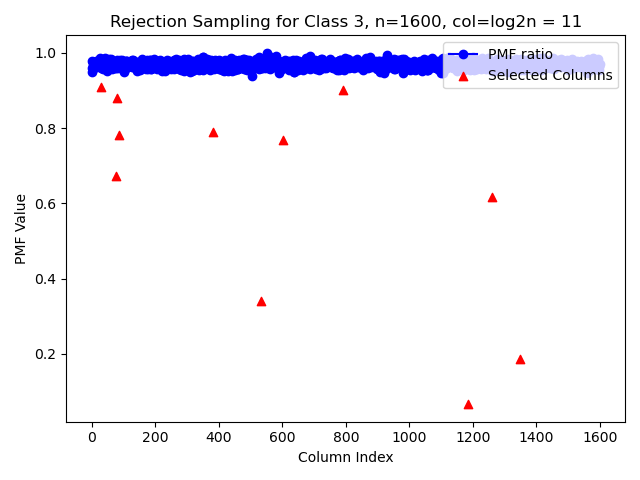 Rejection Sampling for Class 3, n=1600, col=log2n = 11
PMF ratio
Selected Columns
PMF Value
1.0
0.8
0.6
0.4
0.2
0 200 400 600 800 1000 1200 1400 1600
Column Index